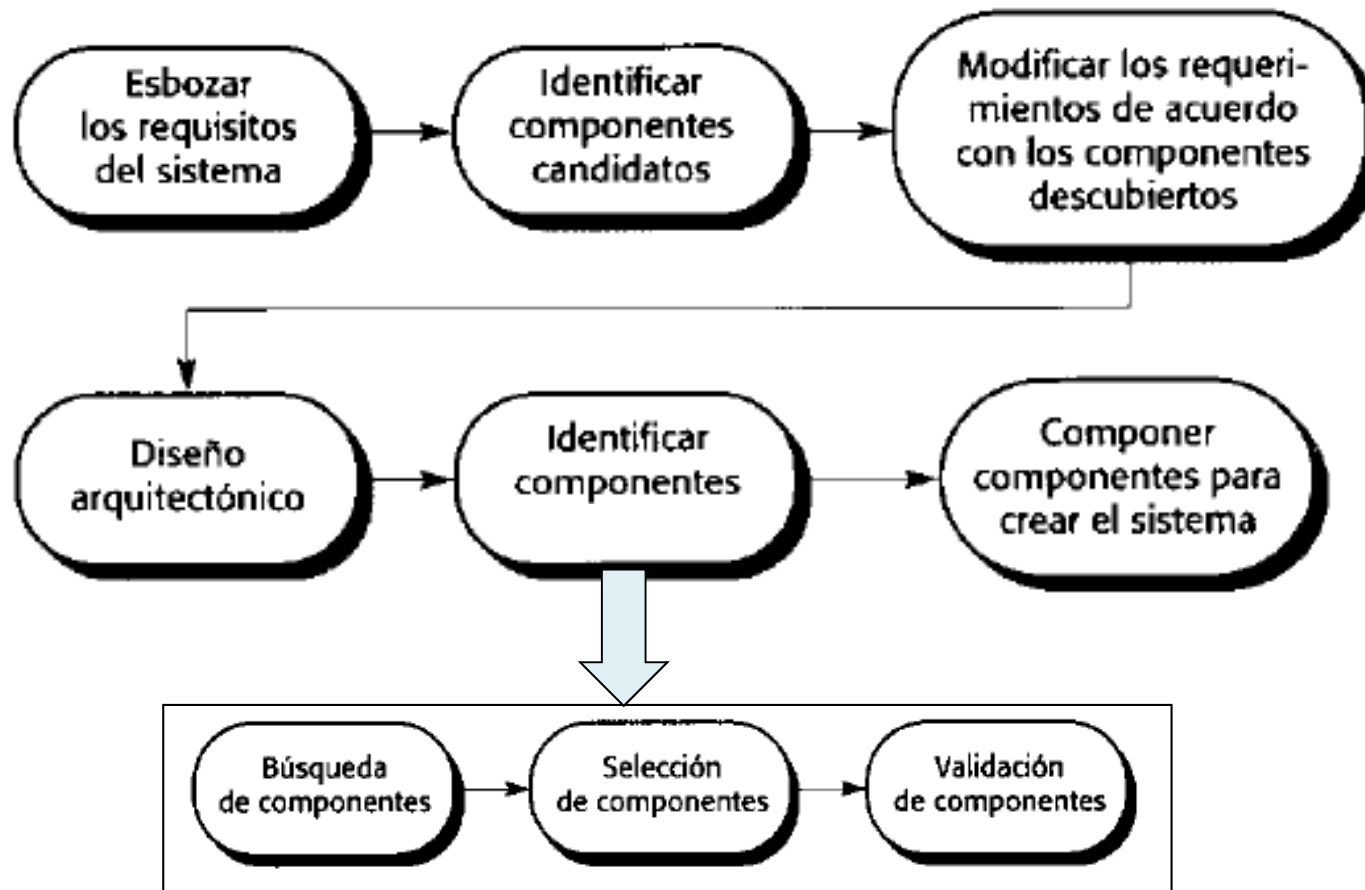 Esbozar
los requisitos
del sistema
Identificar
componentes
candidatos
Modificar los requeri-
mientos de acuerdo
con los componentes
descubiertos
Diseño
arquitectónico
Identificar
componentes
Componer
componentes para
crear el sistema
Búsqueda
de componentes
Selección
de componentes
Validación
de componentes